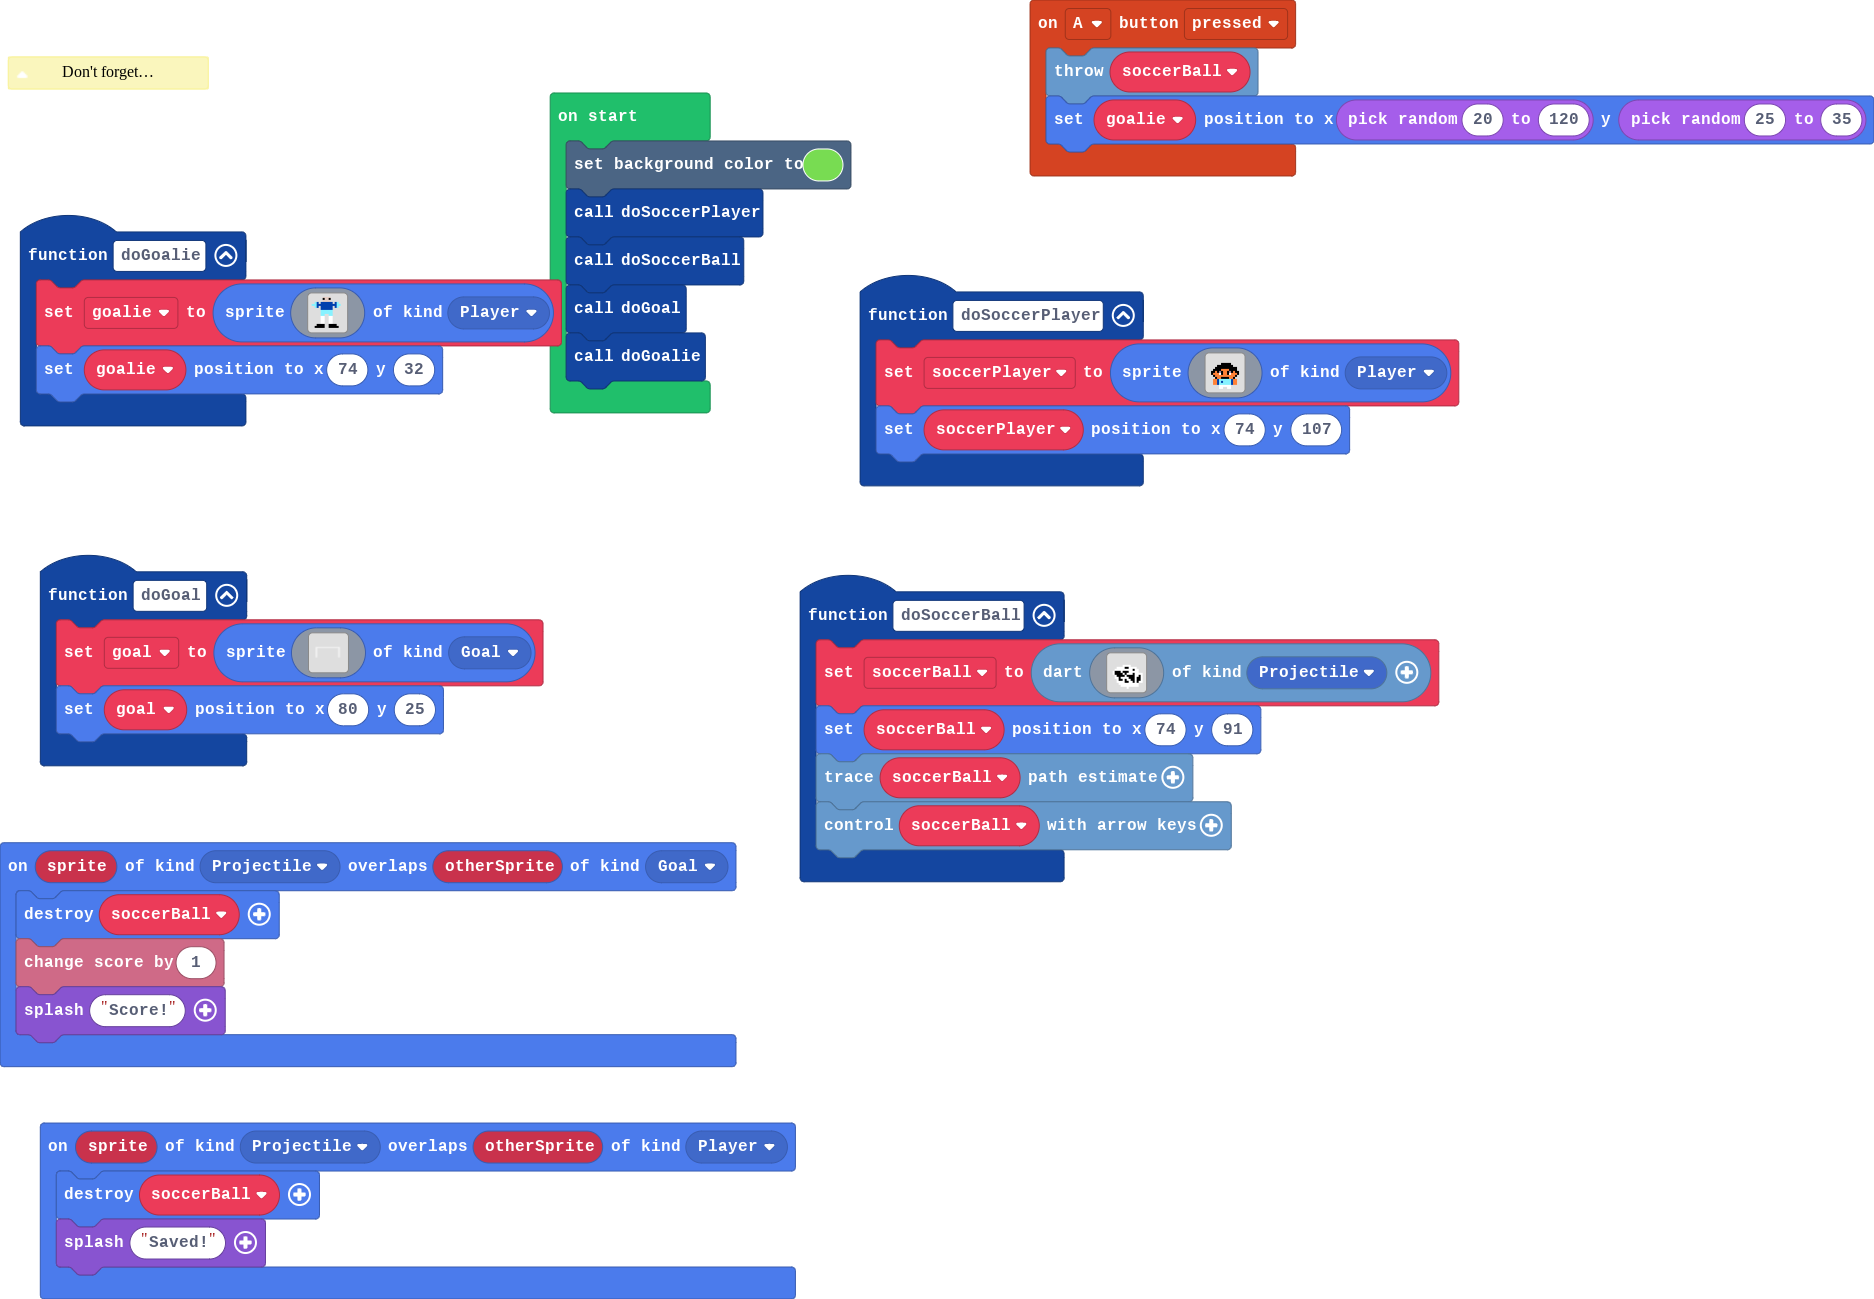 Don't forget…
on A button pressed
throw soccerBall
set goalie position to x pick random 20 to 120 y pick random 25 to 35
on start
set background color to
call doSoccerPlayer
call doSoccerBall
call doGoal
call doGoalie
function doGoalie
set goalie to sprite of kind Player
set goalie position to x 74 y 32
function doSoccerPlayer
set soccerPlayer to sprite of kind Player
set soccerPlayer position to x 74 y 107
function doGoal
set goal to sprite of kind Goal
set goal position to x 80 y 25
function doSoccerBall
set soccerBall to dart of kind Projectile
set soccerBall position to x 74 y 91
trace soccerBall path estimate
control soccerBall with arrow keys
on sprite of kind Projectile overlaps otherSprite of kind Goal
destroy soccerBall
change score by 1
splash "Score!"
on sprite of kind Projectile overlaps otherSprite of kind Player
destroy soccerBall
splash "Saved!"